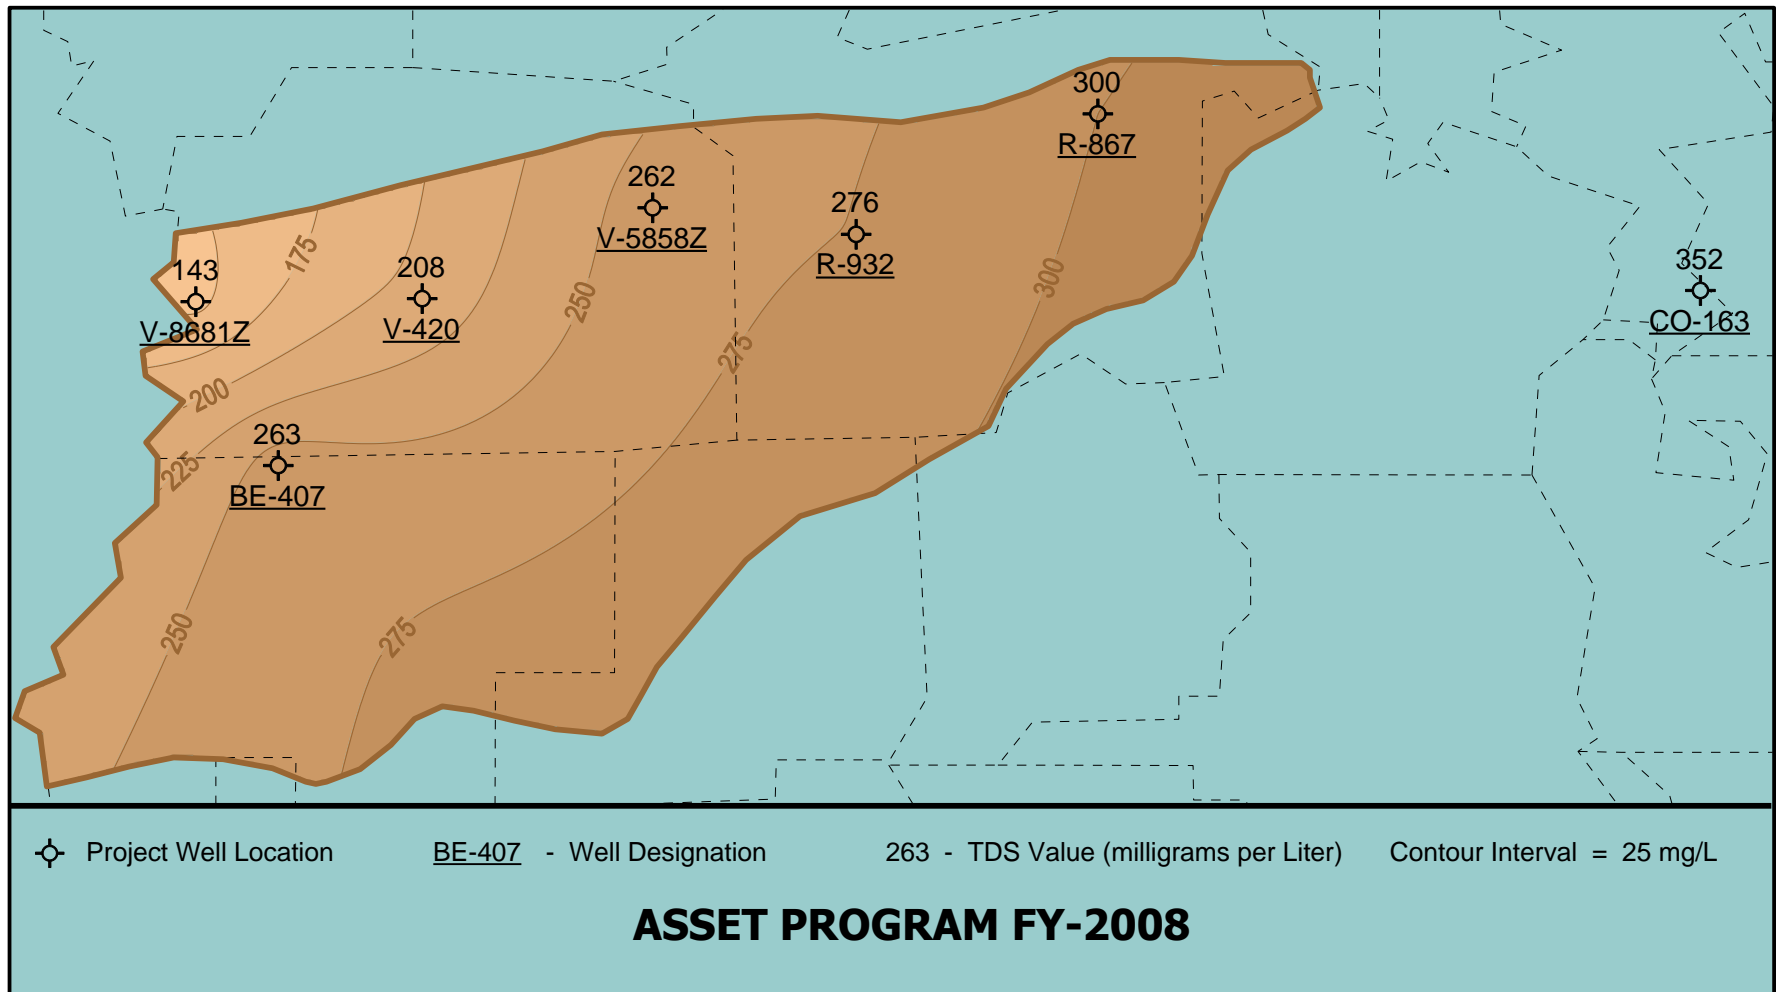 300
R-867
262
V-5858Z
276
R-932
175
143
V-8681Z
208
V-420
250
300
352
CO-163
275
200
263
BE-407
225
250
275
Project Well Location BE-407 - Well Designation 263 - TDS Value (milligrams per Liter) Contour Interval = 25 mg/L
ASSET PROGRAM FY-2008